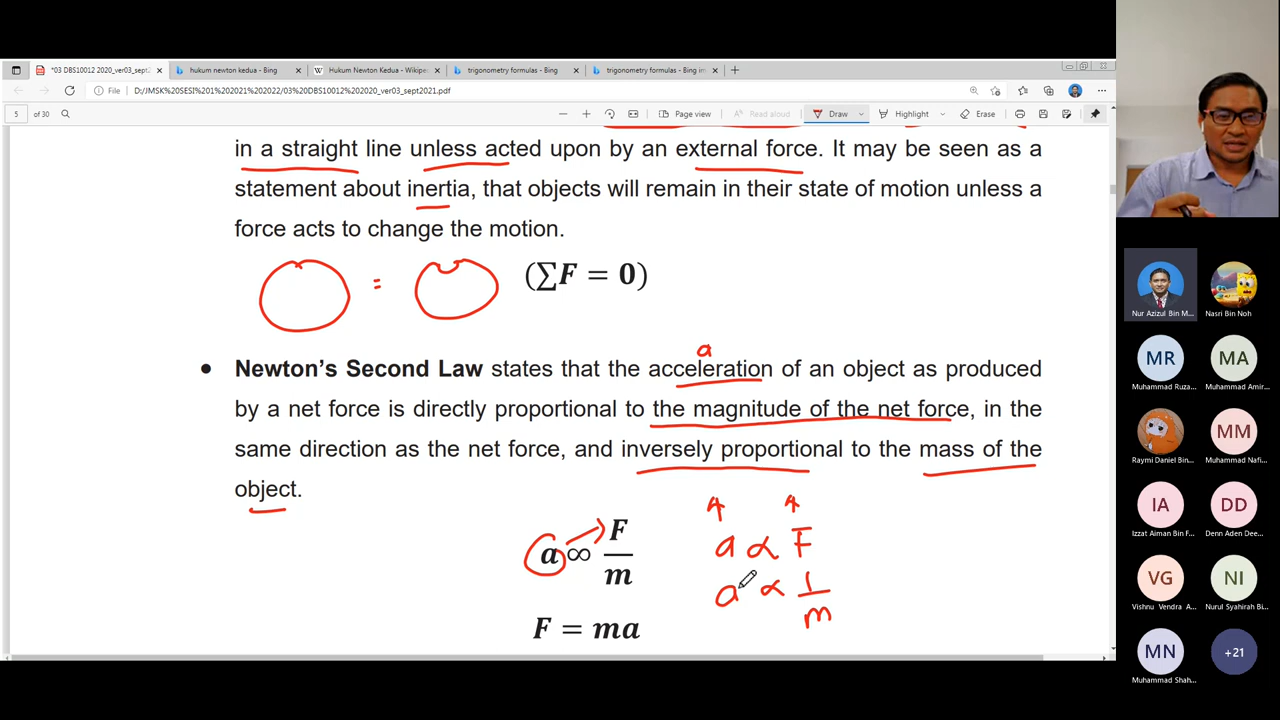 *03 DBS10012 2020_ver03_sept202
hukum newton kedua - Bing
Hukum Newton Kedua - Wikipe
trigonometry formulas - Bing
trigonometry formulas - Bing im
File D:/JMSK%20SESI%201%202021%202022/03%20DBS10012%202020_ver03_sept2021.pdf
5 of 30 Page view Read aloud Draw Highlight Erase
in a straight line unless acted upon by an external force. It may be seen as a
statement about inertia, that objects will remain in their state of motion unless a
force acts to change the motion.
= (∑F = 0)
a
• Newton's Second Law states that the acceleration of an object as produced
by a net force is directly proportional to the magnitude of the net force, in the
same direction as the net force, and inversely proportional to the mass of the
object.
a ∞ F/m
F = ma
↑ ↑
a ∝ F
a ∝ 1/m
Nur Azizul Bin M...
Nasri Bin Noh
MR
Muhammad Ruza...
MA
Muhammad Amir...
Raymi Daniel Bin...
MM
Muhammad Nafi...
IA
Izzat Aiman Bin F...
DD
Denn Aden Dee...
VG
Vishnu Vendra A...
NI
Nurul Syahirah Bi...
MN
Muhammad Shah...
+21